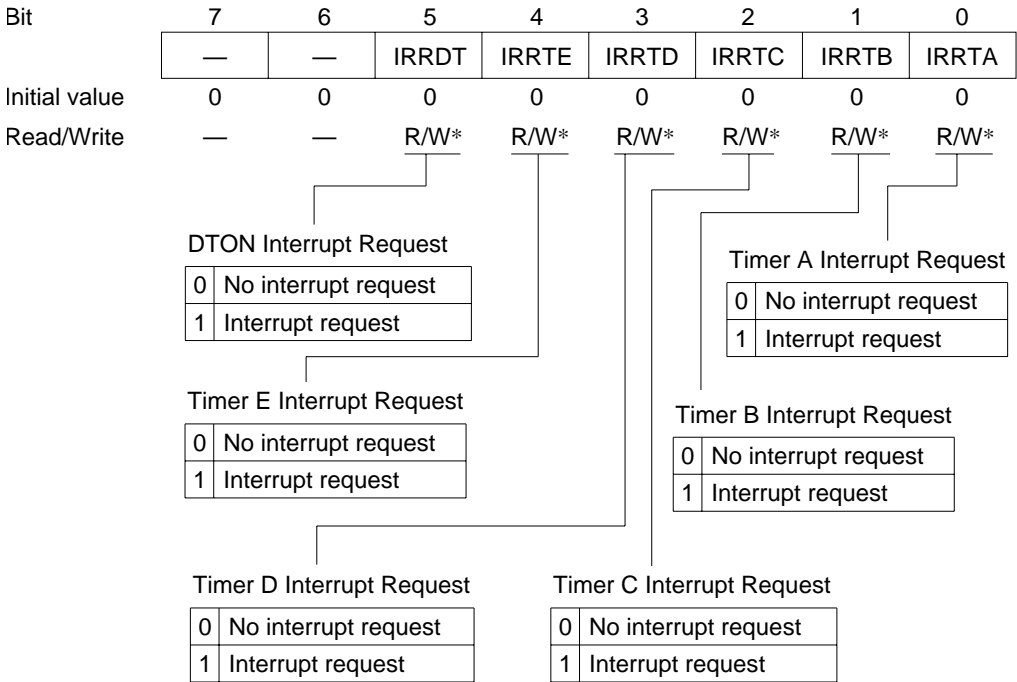 Bit 7 6 5 4 3 2 1 0
— — IRRDT IRRTE IRRTD IRRTC IRRTB IRRTA
Initial value 0 0 0 0 0 0 0 0
Read/Write — — R/W* R/W* R/W* R/W* R/W* R/W*
DTON Interrupt Request
0 No interrupt request
1 Interrupt request
Timer A Interrupt Request
0 No interrupt request
1 Interrupt request
Timer E Interrupt Request
0 No interrupt request
1 Interrupt request
Timer B Interrupt Request
0 No interrupt request
1 Interrupt request
Timer D Interrupt Request
0 No interrupt request
1 Interrupt request
Timer C Interrupt Request
0 No interrupt request
1 Interrupt request